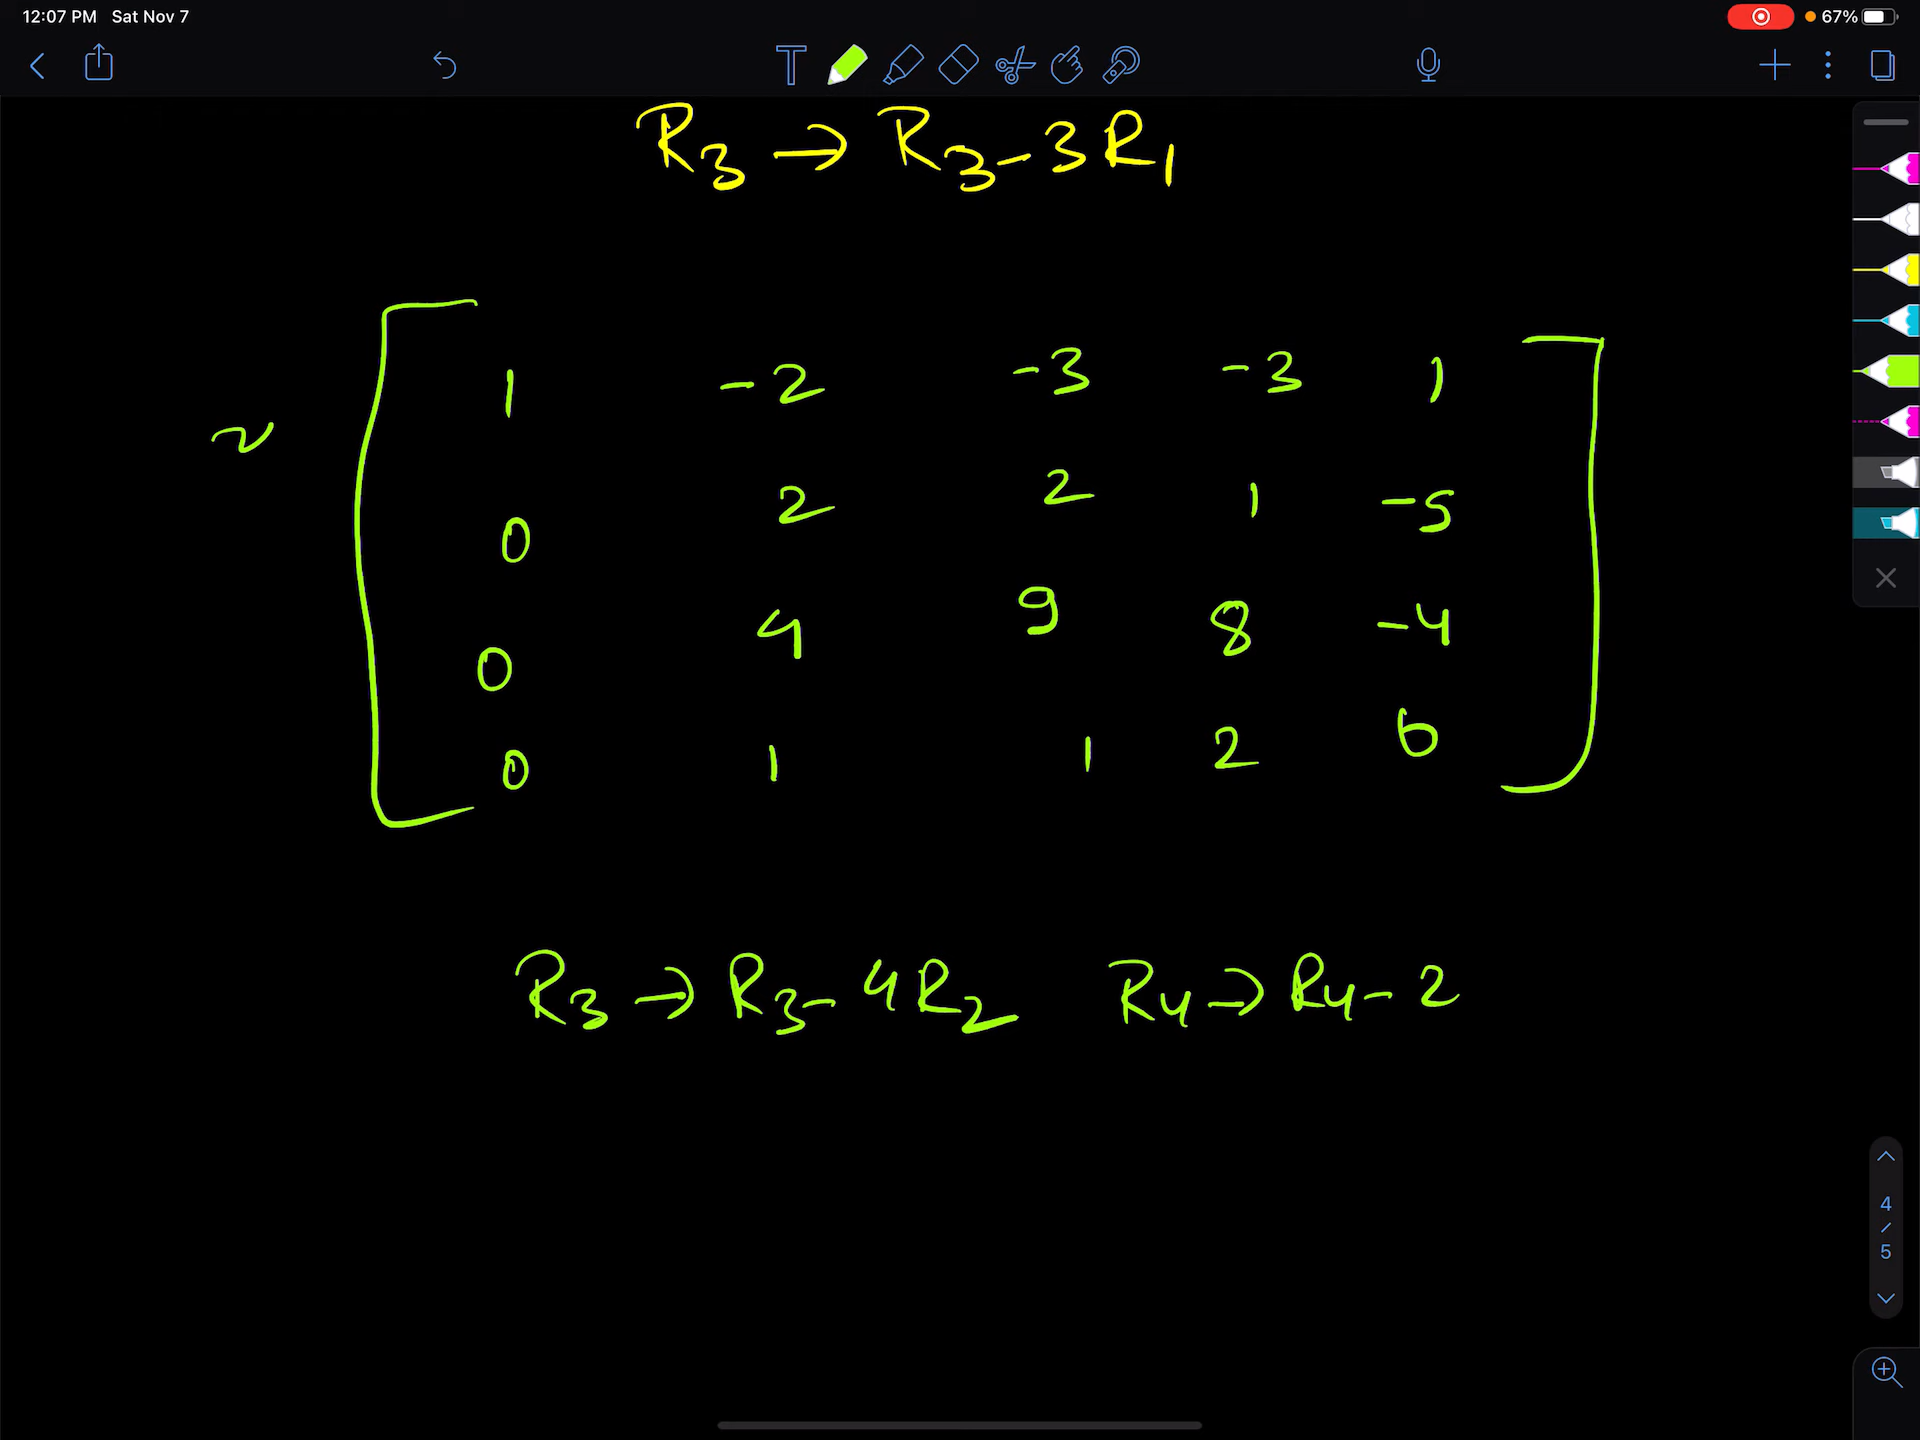 12:07 PM Sat Nov 7 67%
T
R3 → R3 - 3R1
~ 1 -2 -3 -3 1
0 2 2 1 -5
0 4 9 8 -4
0 1 1 2 6
R3 → R3 - 4R2 R4 → R4 - 2
4
/
5